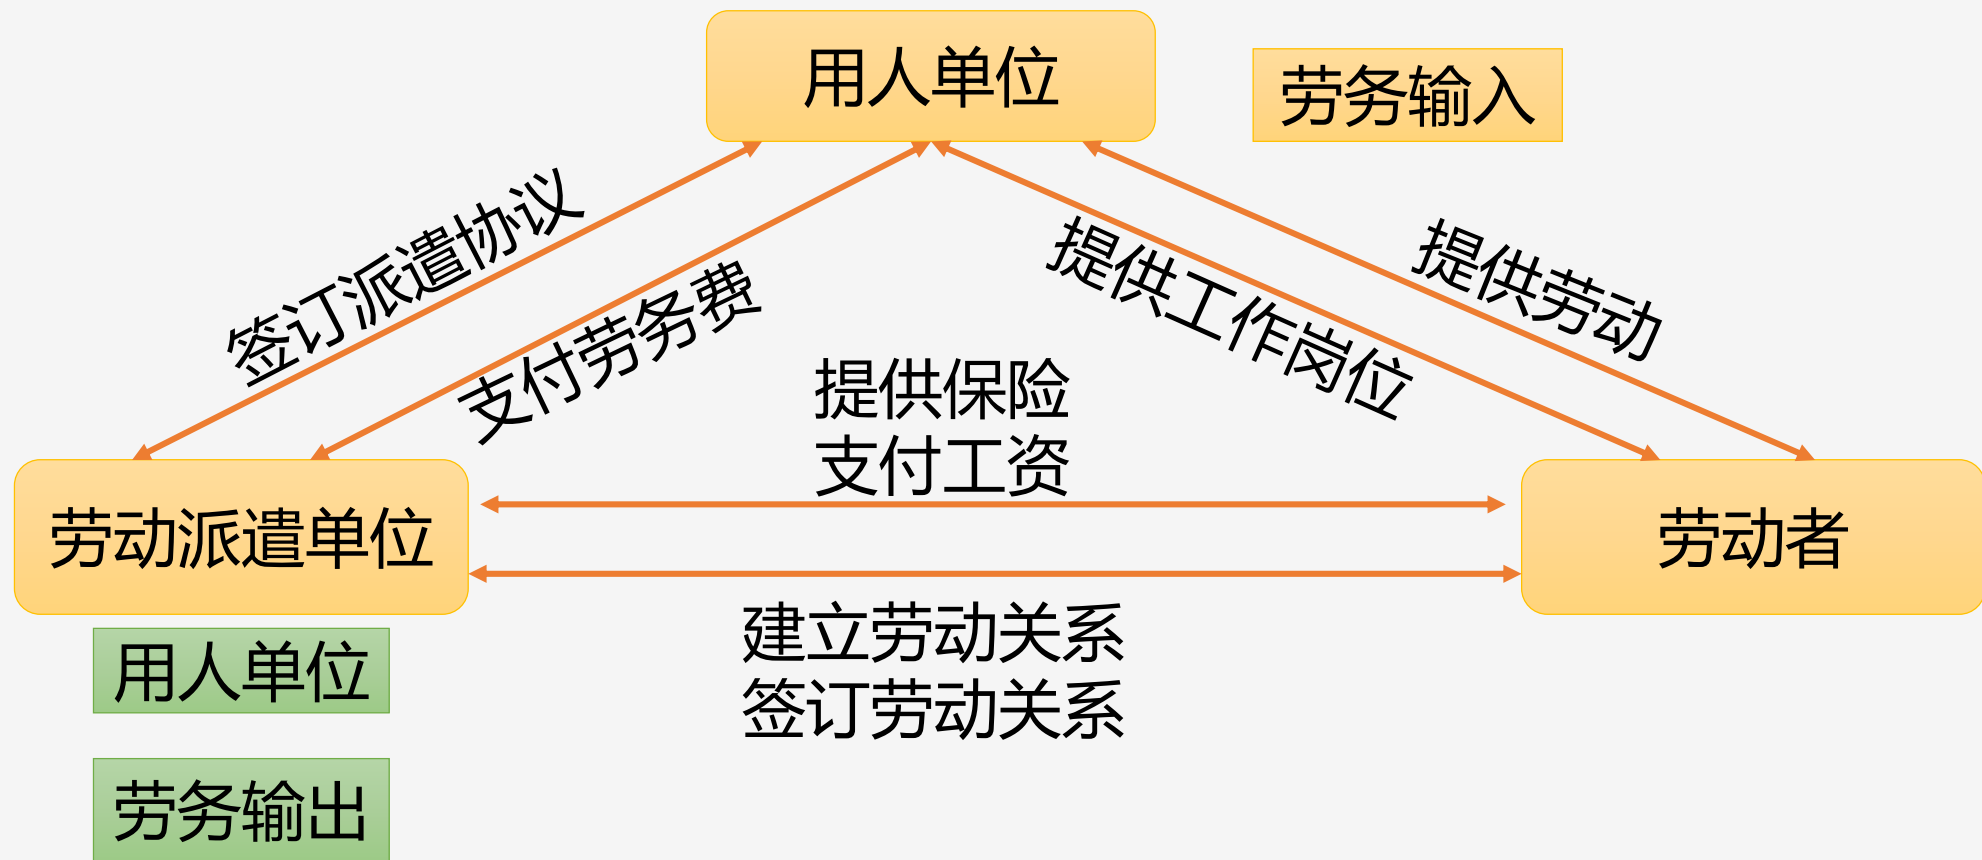 用人单位
劳务输入
签订派遣协议
支付劳务费
提供工作岗位
提供劳动
提供保险
支付工资
劳动派遣单位
劳动者
建立劳动关系
签订劳动关系
用人单位
劳务输出